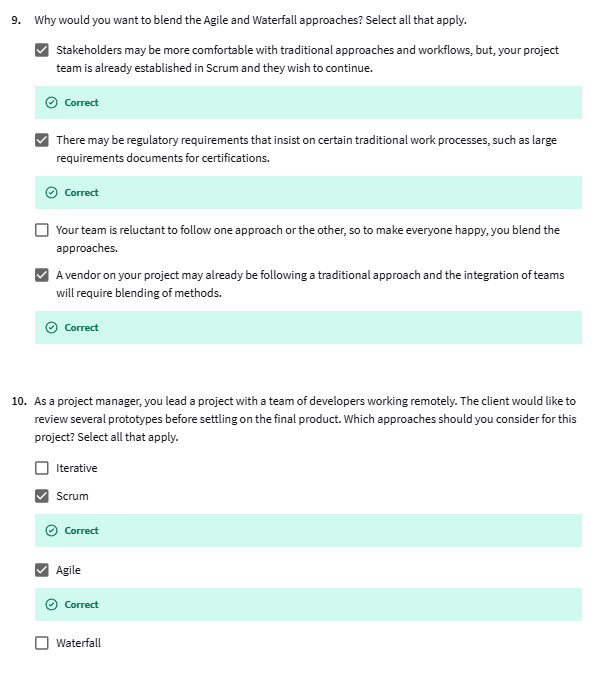 9. Why would you want to blend the Agile and Waterfall approaches? Select all that apply.
Stakeholders may be more comfortable with traditional approaches and workflows, but, your project
team is already established in Scrum and they wish to continue.
Correct
There may be regulatory requirements that insist on certain traditional work processes, such as large
requirements documents for certifications.
Correct
Your team is reluctant to follow one approach or the other, so to make everyone happy, you blend the
approaches.
A vendor on your project may already be following a traditional approach and the integration of teams
will require blending of methods.
Correct
10. As a project manager, you lead a project with a team of developers working remotely. The client would like to
review several prototypes before settling on the final product. Which approaches should you consider for this
project? Select all that apply.
Iterative
Scrum
Correct
Agile
Correct
Waterfall